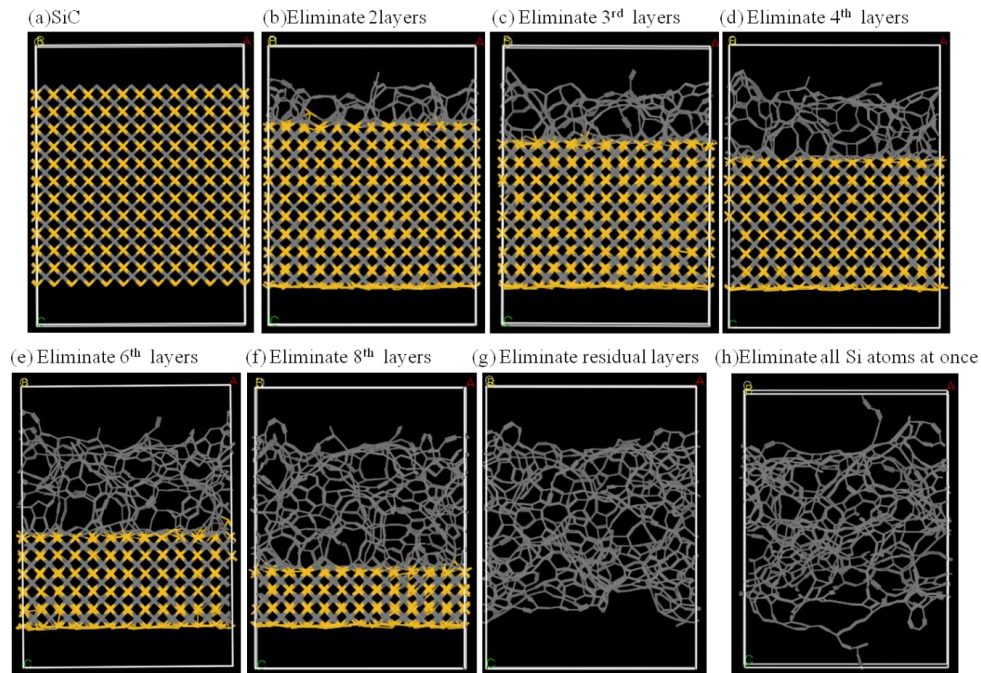 (a)SiC
(b)Eliminate 2layers
(c) Eliminate 3rd layers
(d) Eliminate 4th layers
B A
C
B A
C
D A
C
B A
C
(e) Eliminate 6th layers
(f) Eliminate 8th layers
(g) Eliminate residual layers
(h)Eliminate all Si atoms at once
B A
C
B A
C
B A
C
B A
C